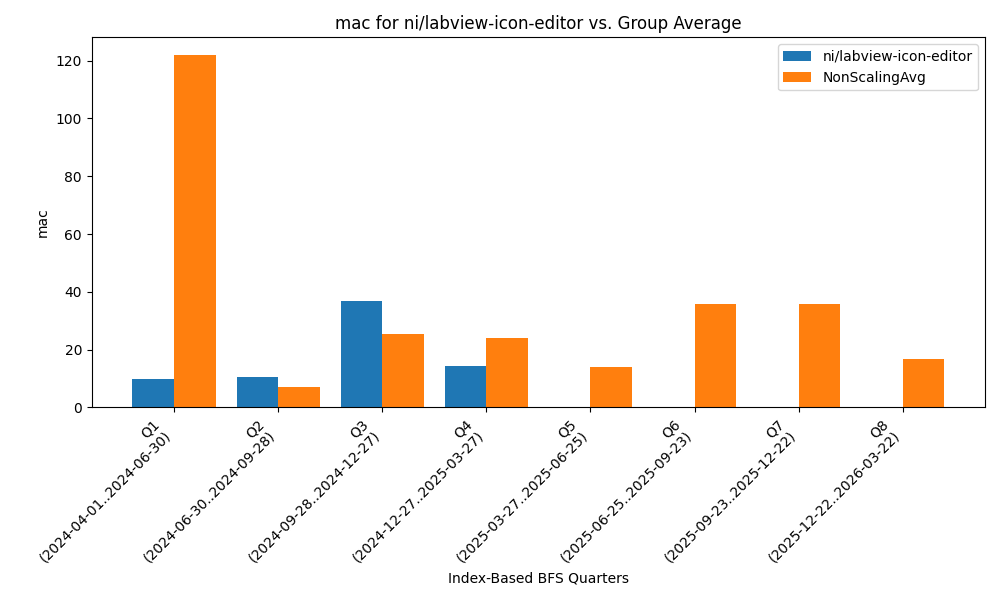 mac for ni/labview-icon-editor vs. Group Average
ni/labview-icon-editor
NonScalingAvg
mac
120
100
80
60
40
20
0
Q1
(2024-04-01..2024-06-30)
Q2
(2024-06-30..2024-09-28)
Q3
(2024-09-28..2024-12-27)
Q4
(2024-12-27..2025-03-27)
Q5
(2025-03-27..2025-06-25)
Q6
(2025-06-25..2025-09-23)
Q7
(2025-09-23..2025-12-22)
Q8
(2025-12-22..2026-03-22)
Index-Based BFS Quarters